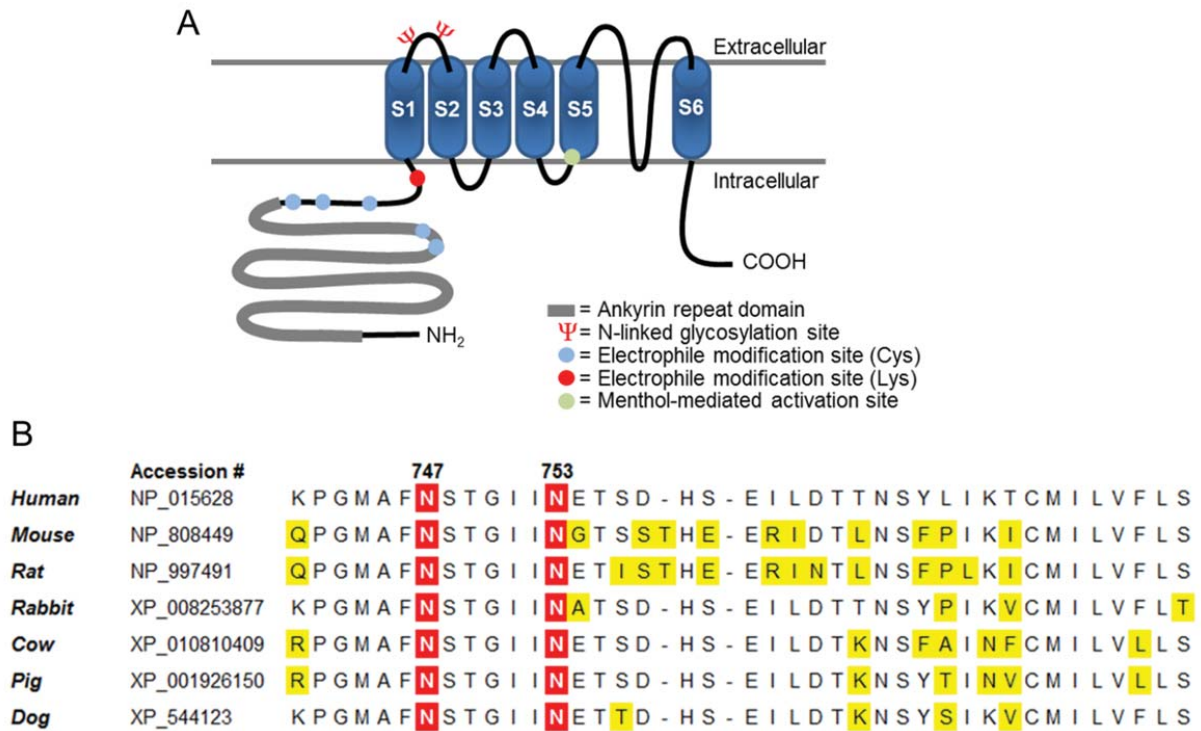 A
Ψ Ψ
Extracellular
S1 S2 S3 S4 S5 S6
Intracellular
COOH
NH₂
= Ankyrin repeat domain
Ψ = N-linked glycosylation site
= Electrophile modification site (Cys)
= Electrophile modification site (Lys)
= Menthol-mediated activation site
B
Accession # 747 753
Human NP_015628 K P G M A F N S T G I I N E T S D - H S - E I L D T T N S Y L I K T C M I L V F L S
Mouse NP_808449 Q P G M A F N S T G I I N G T S S T H E - E R I D T L N S F P I K I C M I L V F L S
Rat NP_997491 Q P G M A F N S T G I I N E T I S T H E - E R I N T L N S F P L K I C M I L V F L S
Rabbit XP_008253877 K P G M A F N S T G I I N A T S D - H S - E I L D T T N S Y P I K V C M I L V F L T
Cow XP_010810409 R P G M A F N S T G I I N E T S D - H S - E I L D T K N S F A I N F C M I L V L L S
Pig XP_001926150 R P G M A F N S T G I I N E T S D - H S - E I L D T K N S Y T I N V C M I L V L L S
Dog XP_544123 K P G M A F N S T G I I N E T T D - H S - E I L D T K N S Y S I K V C M I L V F L S